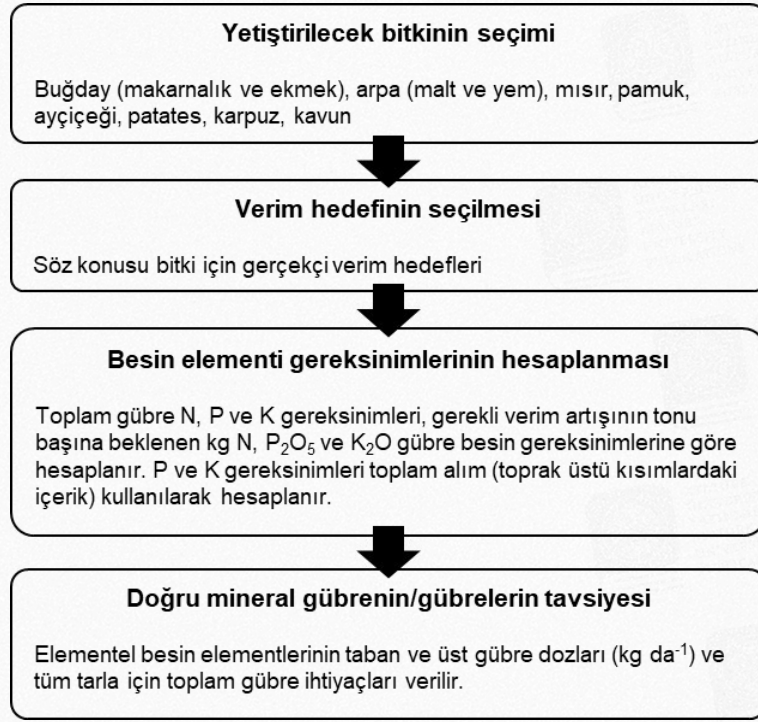 Yetiştirilecek bitkinin seçimi
Buğday (makarnalık ve ekmek), arpa (malt ve yem), mısır, pamuk,
ayçiçeği, patates, karpuz, kavun
Verim hedefinin seçilmesi
Söz konusu bitki için gerçekçi verim hedefleri
Besin elementi gereksinimlerinin hesaplanması
Toplam gübre N, P ve K gereksinimleri, gerekli verim artışının tonu
başına beklenen kg N, P₂O₅ ve K₂O gübre besin gereksinimlerine göre
hesaplanır. P ve K gereksinimleri toplam alım (toprak üstü kısımlardaki
içerik) kullanılarak hesaplanır.
Doğru mineral gübrenin/gübrelerin tavsiyesi
Elementel besin elementlerinin taban ve üst gübre dozları (kg da⁻¹) ve
tüm tarla için toplam gübre ihtiyaçları verilir.